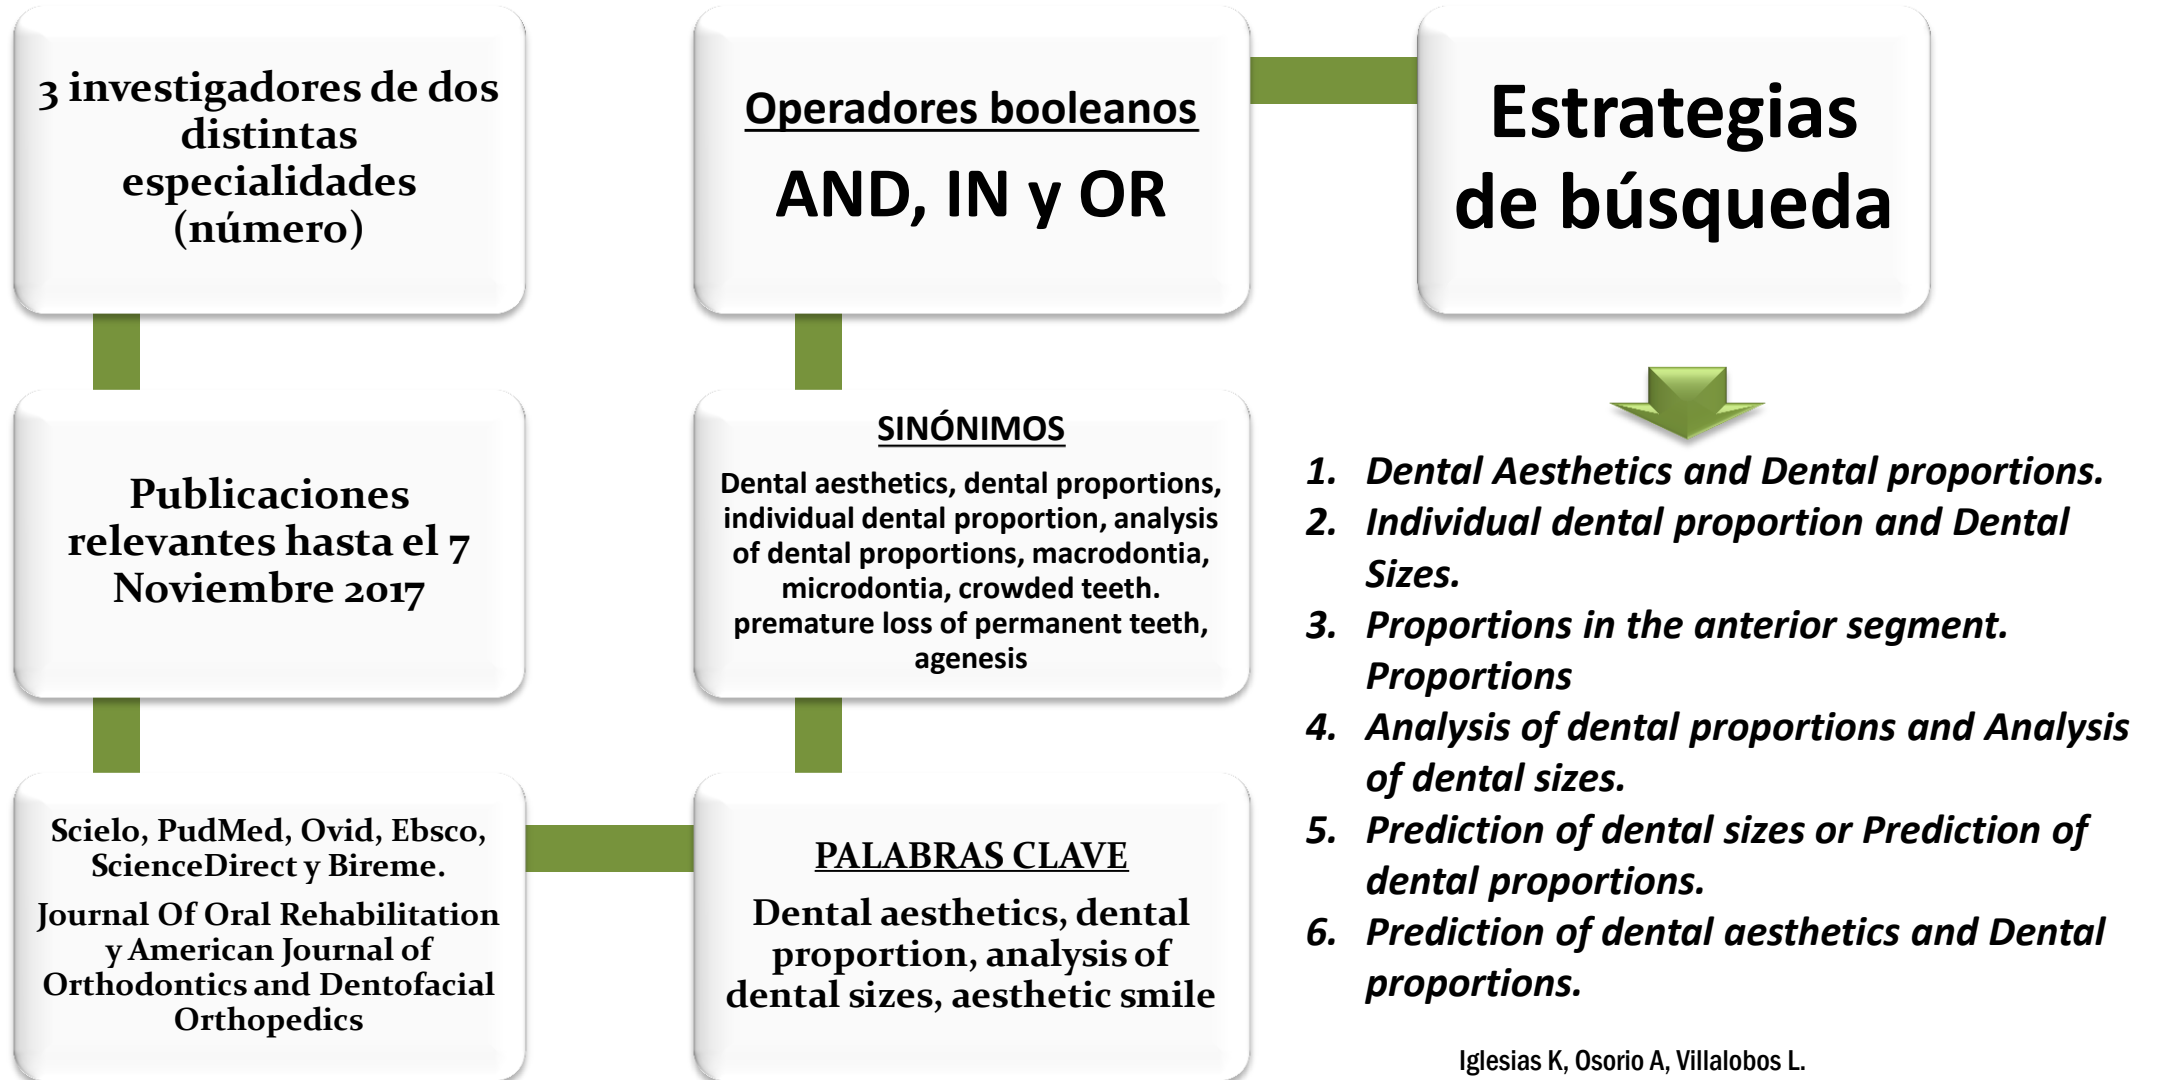 3 investigadores de dos
distintas
especialidades
(número)
Publicaciones
relevantes hasta el 7
Noviembre 2017
Scielo, PudMed, Ovid, Ebsco,
ScienceDirect y Bireme.
Journal Of Oral Rehabilitation
y American Journal of
Orthodontics and Dentofacial
Orthopedics
PALABRAS CLAVE
Dental aesthetics, dental
proportion, analysis of
dental sizes, aesthetic smile
SINÓNIMOS
Dental aesthetics, dental proportions,
individual dental proportion, analysis
of dental proportions, macrodontia,
microdontia, crowded teeth.
premature loss of permanent teeth,
agenesis
Operadores booleanos
AND, IN y OR
Estrategias
de búsqueda
1. Dental Aesthetics and Dental proportions.
2. Individual dental proportion and Dental
Sizes.
3. Proportions in the anterior segment.
Proportions
4. Analysis of dental proportions and Analysis
of dental sizes.
5. Prediction of dental sizes or Prediction of
dental proportions.
6. Prediction of dental aesthetics and Dental
proportions.
Iglesias K, Osorio A, Villalobos L.